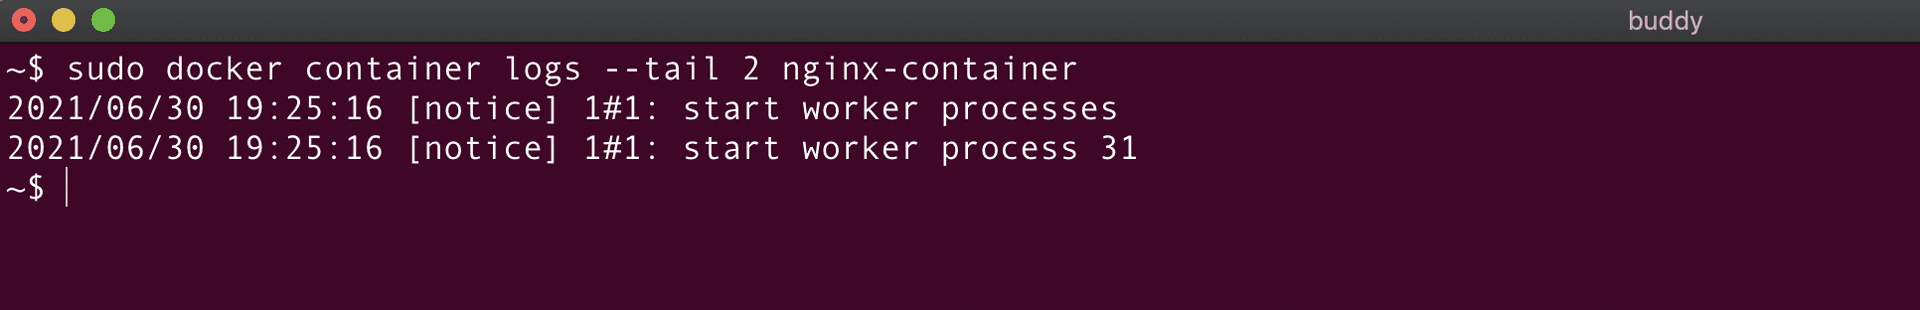 buddy
~$ sudo docker container logs --tail 2 nginx-container
2021/06/30 19:25:16 [notice] 1#1: start worker processes
2021/06/30 19:25:16 [notice] 1#1: start worker process 31
~$